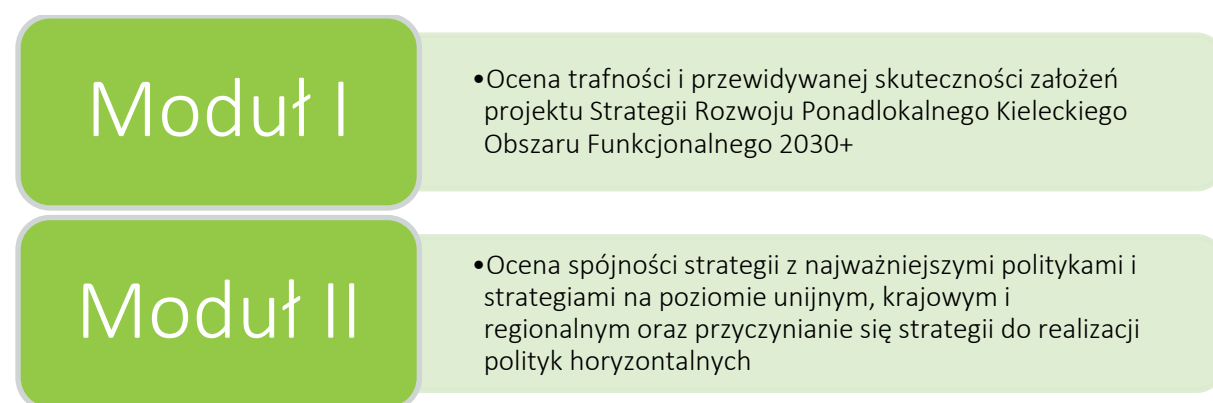 Moduł I
•Ocena trafności i przewidywanej skuteczności założeń
projektu Strategii Rozwoju Ponadlokalnego Kieleckiego
Obszaru Funkcjonalnego 2030+
Moduł II
•Ocena spójności strategii z najważniejszymi politykami i
strategiami na poziomie unijnym, krajowym i
regionalnym oraz przyczynianie się strategii do realizacji
polityk horyzontalnych